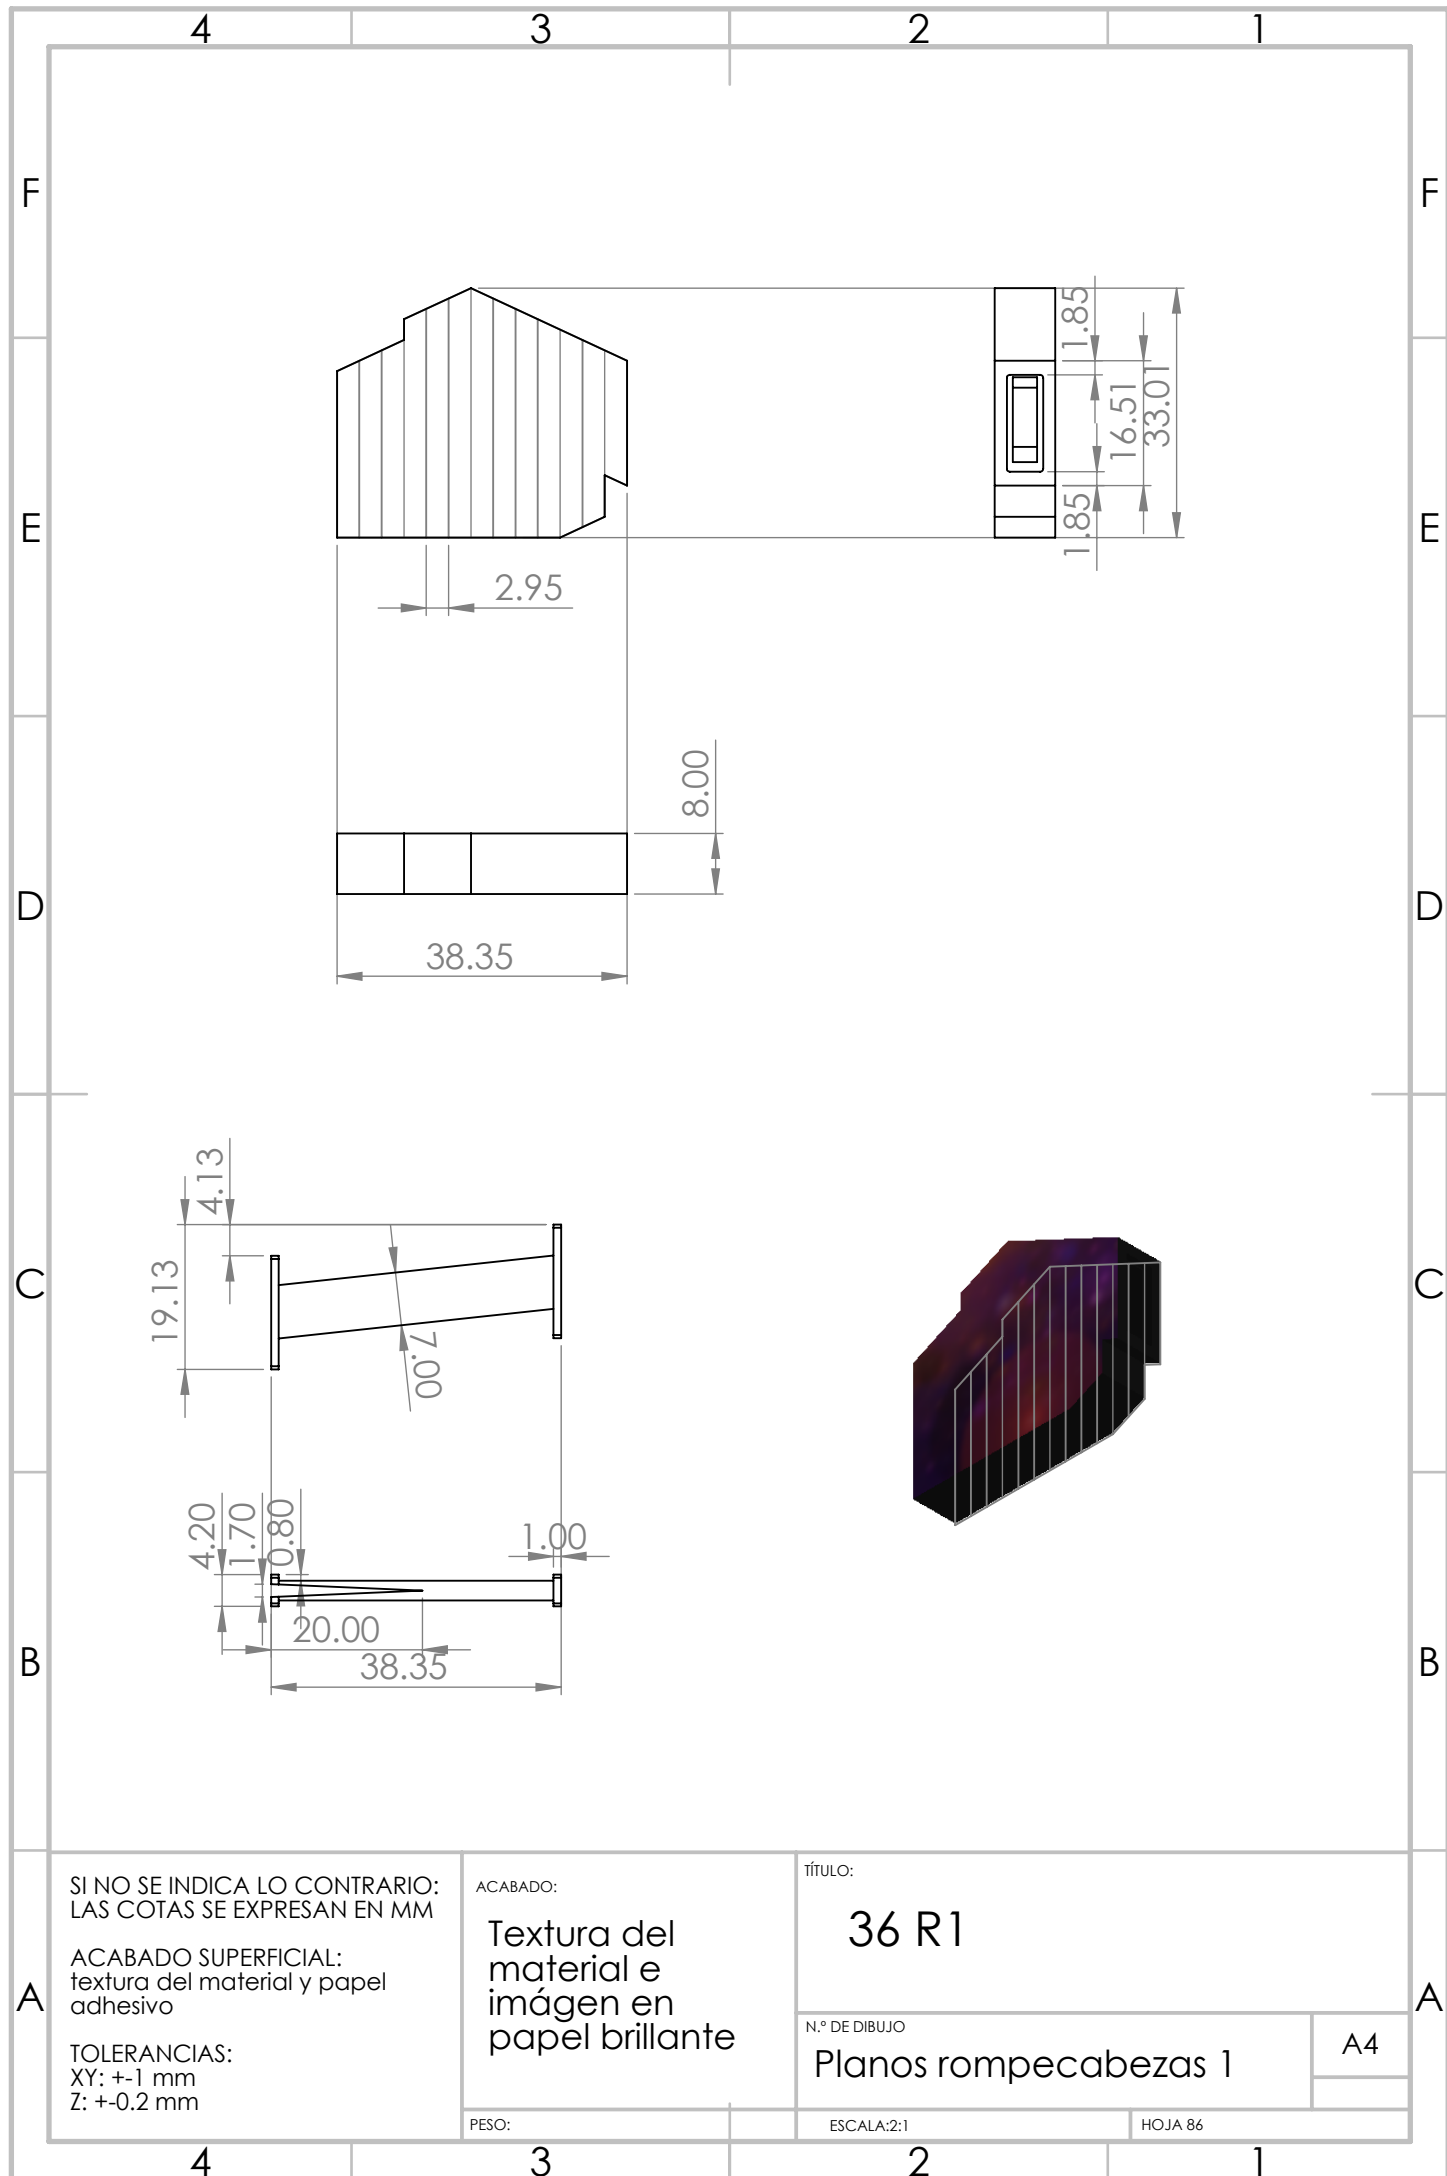 4 3 2 1
F F
1.85
16.51
33.01
1.85
E E
2.95
8.00
D D
38.35
4.13
19.13
7.00
C C
4.20
1.70
0.80
1.00
20.00
38.35
B B
SI NO SE INDICA LO CONTRARIO:
LAS COTAS SE EXPRESAN EN MM
ACABADO SUPERFICIAL:
textura del material y papel
adhesivo
TOLERANCIAS:
XY: +-1 mm
Z: +-0.2 mm
ACABADO:
Textura del
material e
imágen en
papel brillante
PESO:
TÍTULO:
36 R1
N.º DE DIBUJO
Planos rompecabezas 1
A4
ESCALA:2:1
HOJA 86
A A
4 3 2 1